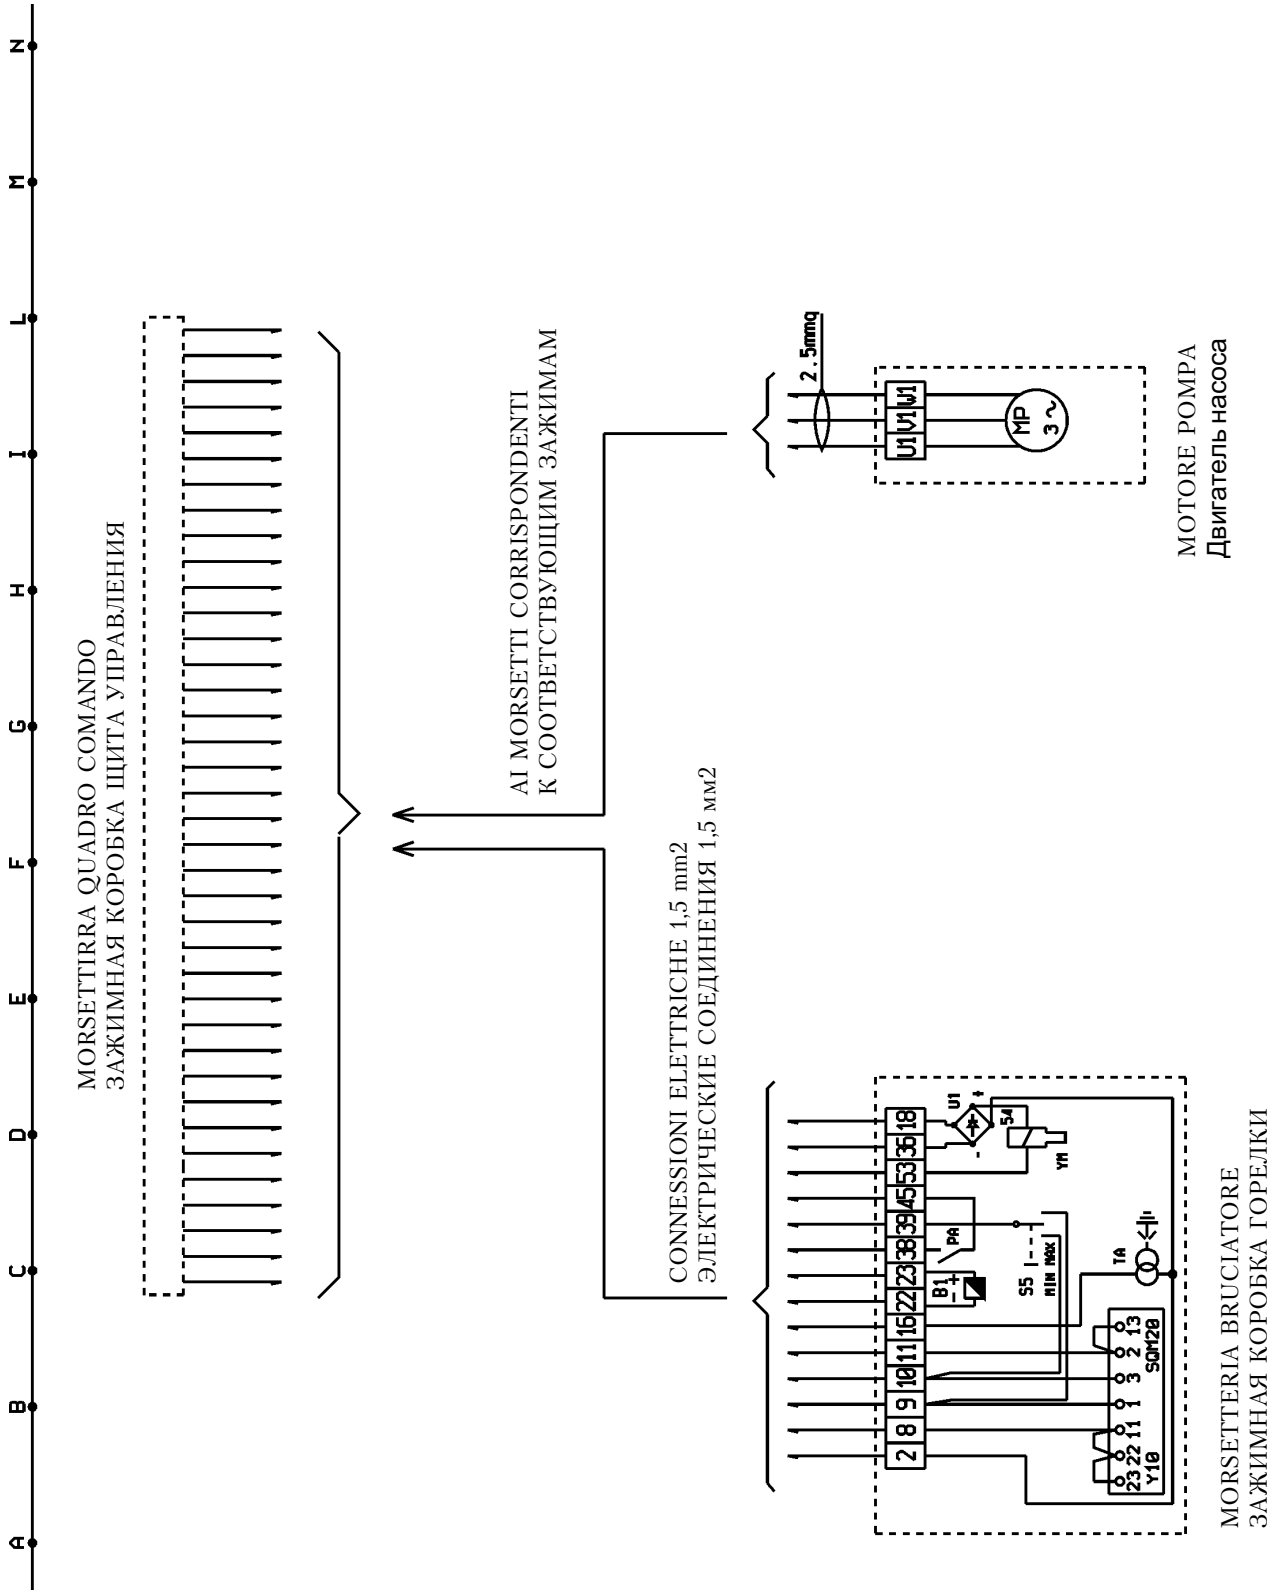 A B C D E F G H I L M N
MORSETTIRRA QUADRO COMANDO
ЗАЖИМНАЯ КОРОБКА ЩИТА УПРАВЛЕНИЯ
AI MORSETTI CORRISPONDENTI
К СООТВЕТСТВУЮЩИМ ЗАЖИМАМ
CONNESSIONI ELETTRICHE 1,5 mm2
ЭЛЕКТРИЧЕСКИЕ СОЕДИНЕНИЯ 1,5 мм2
2 8 9 10 11 16 22 23 38 39 45 53 36 18
B1
- +
PA
U1
+
-
54
YM
S5
MIN MAX
TA
23 22 11 1 3 2 13
Y10 SQM20
MORSETTERIA BRUCIATORE
ЗАЖИМНАЯ КОРОБКА ГОРЕЛКИ
2.5mmq
U1 V1 W1
MP
3 ~
MOTORE POMPA
Двигатель насоса